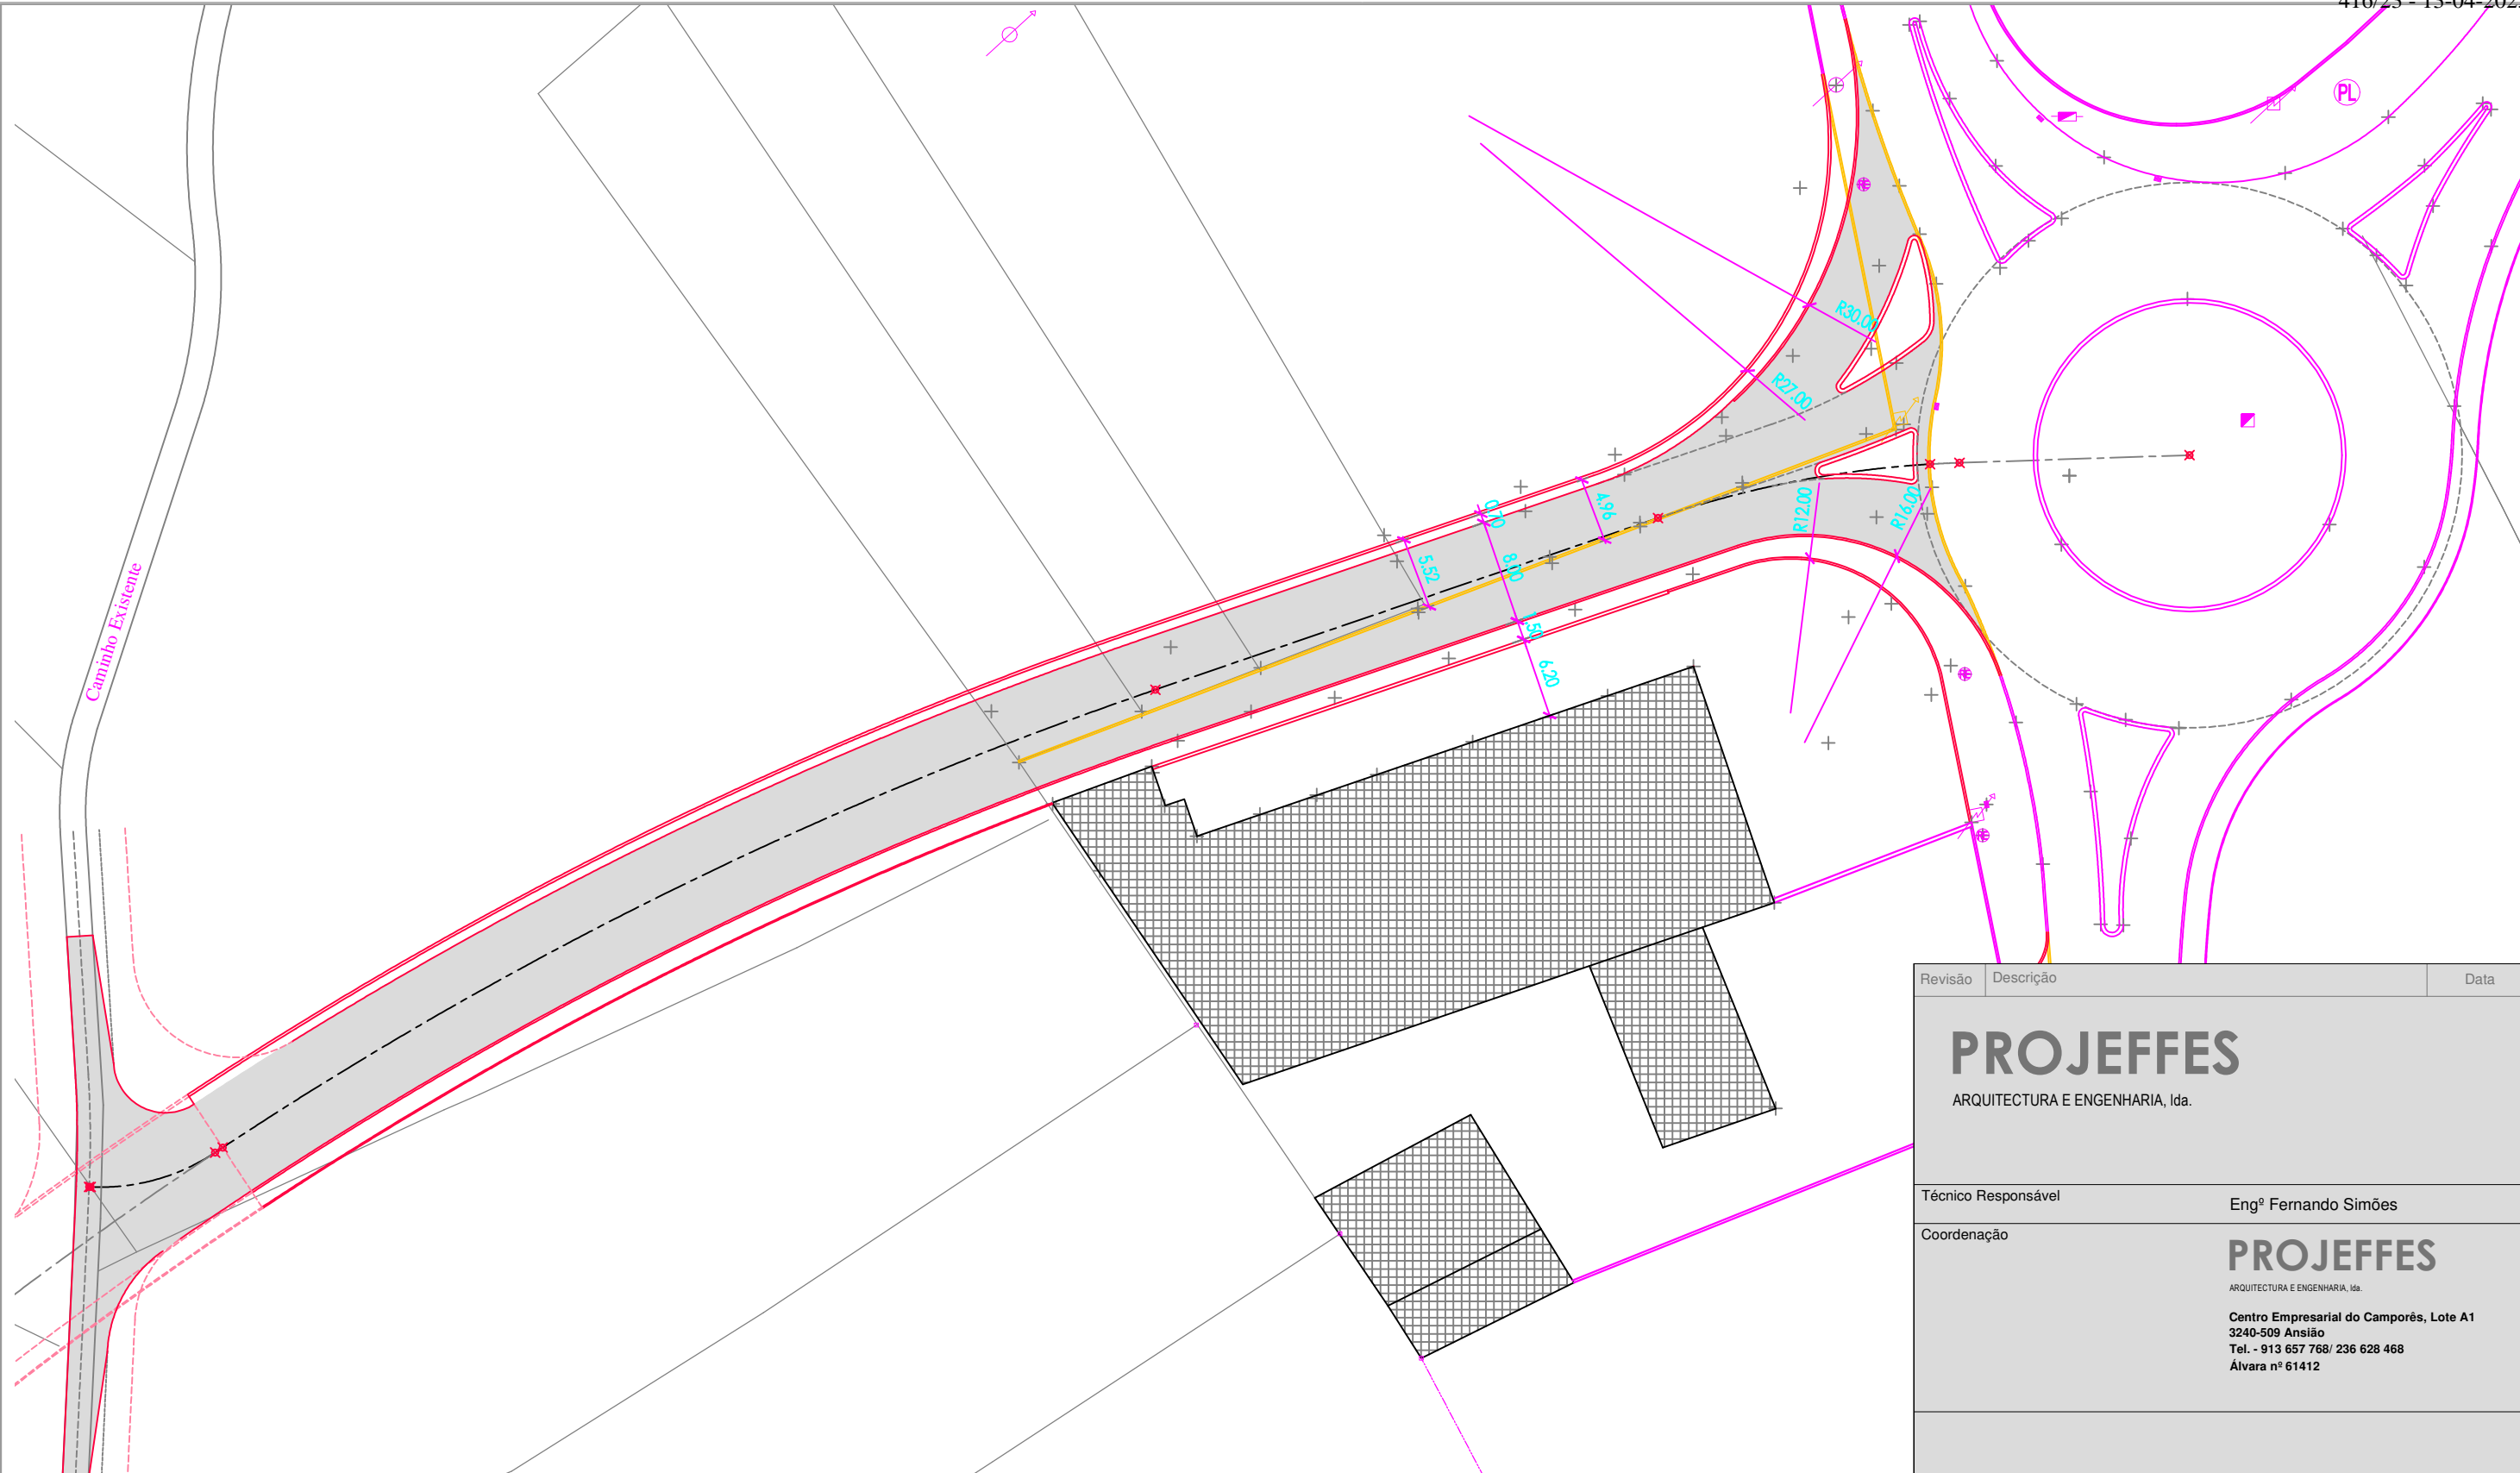 PL
R30.00
R27.00
0.70
4.96
5.52
8.00
R12.00
R16.00
6.20
Caminho Existente
Revisão Descrição Data
PROJEFFES
ARQUITECTURA E ENGENHARIA, lda.
Técnico Responsável Engº Fernando Simões
Coordenação
PROJEFFES
ARQUITECTURA E ENGENHARIA, lda.
Centro Empresarial do Camporês, Lote A1
3240-509 Ansião
Tel. - 913 657 768/ 236 628 468
Álvara nº 61412